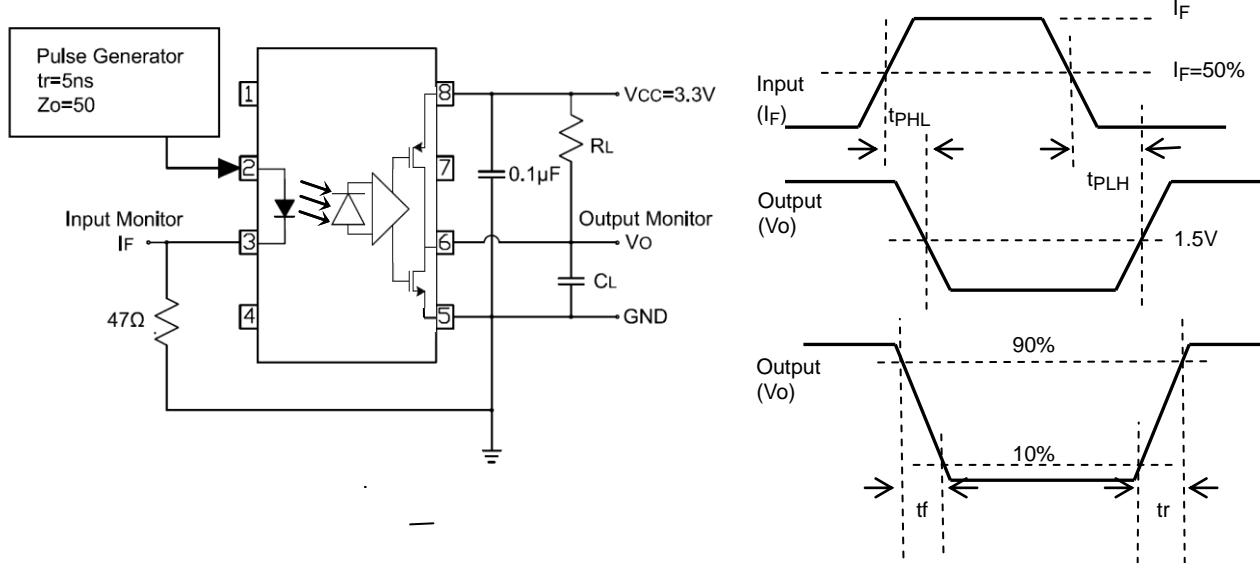 Pulse Generator
tr=5ns
Zo=50
1
2
3
4
8
7
6
5
Input Monitor
IF
47Ω
VCC=3.3V
RL
0.1µF
Output Monitor
VO
CL
GND
IF
IF=50%
Input
(IF)
tPHL
tPLH
Output
(Vo)
1.5V
Output
(Vo)
90%
10%
tf
tr